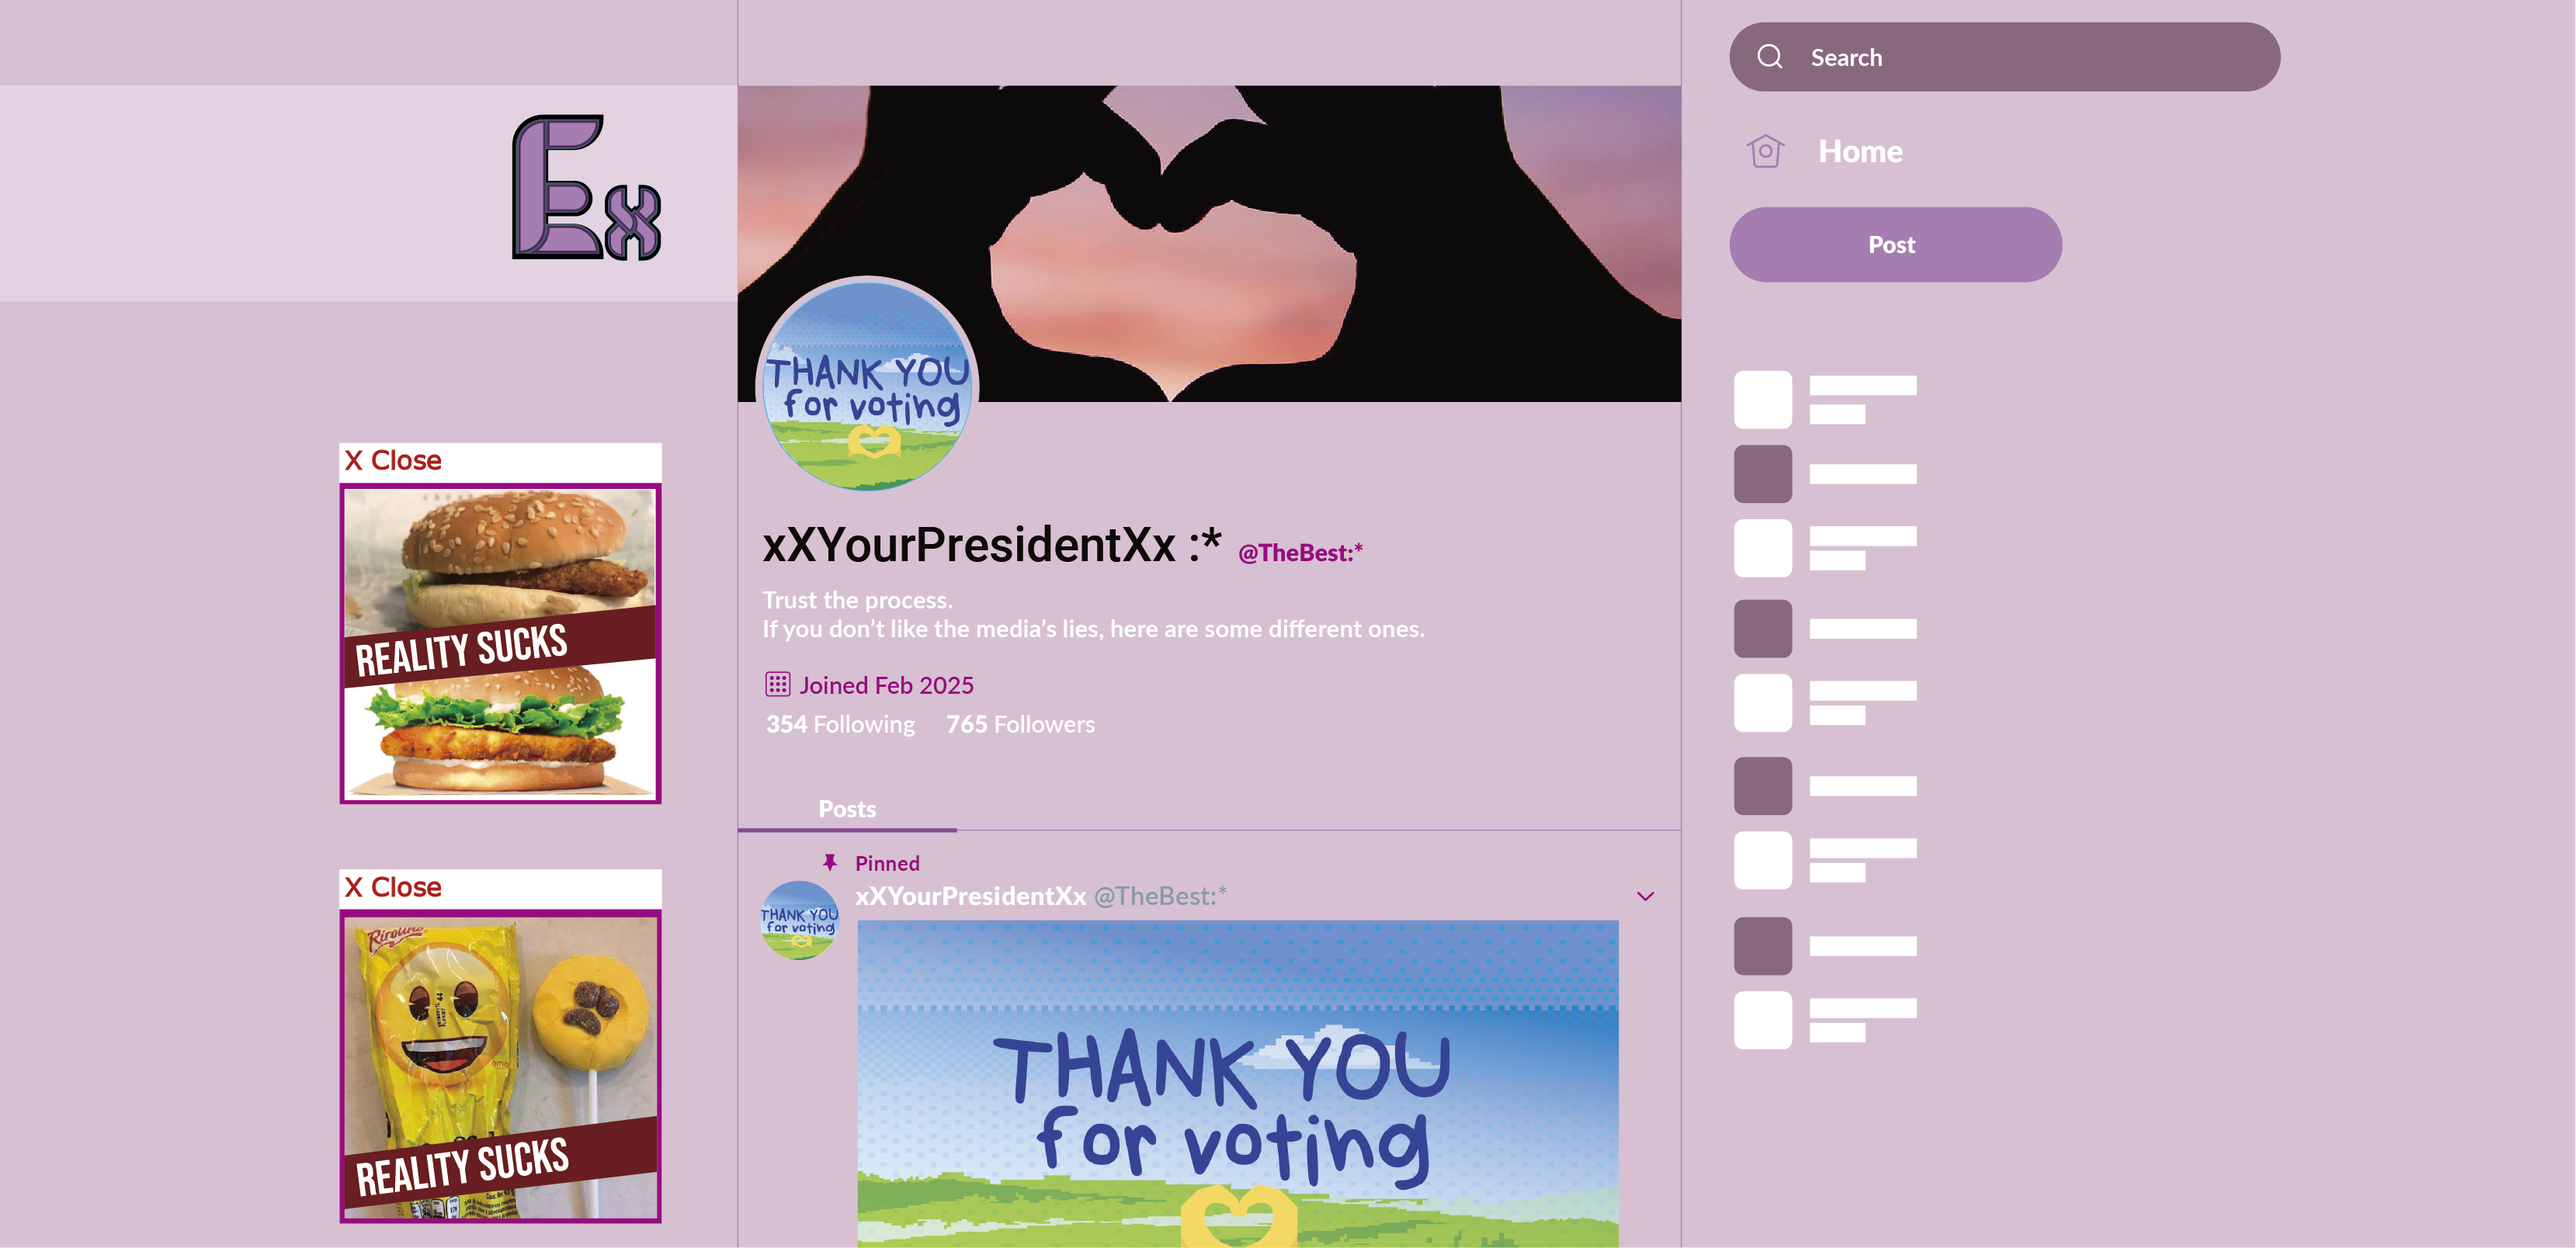 Ex
X Close
REALITY SUCKS
X Close
Ricolino
REALITY SUCKS
THANK YOU
for voting
xXYourPresidentXx :* @TheBest:*
Trust the process.
If you don’t like the media’s lies, here are some different ones.
Joined Feb 2025
354 Following 765 Followers
Posts
Pinned
xXYourPresidentXx @TheBest:*
THANK YOU
for voting
THANK YOU
for voting
Search
Home
Post